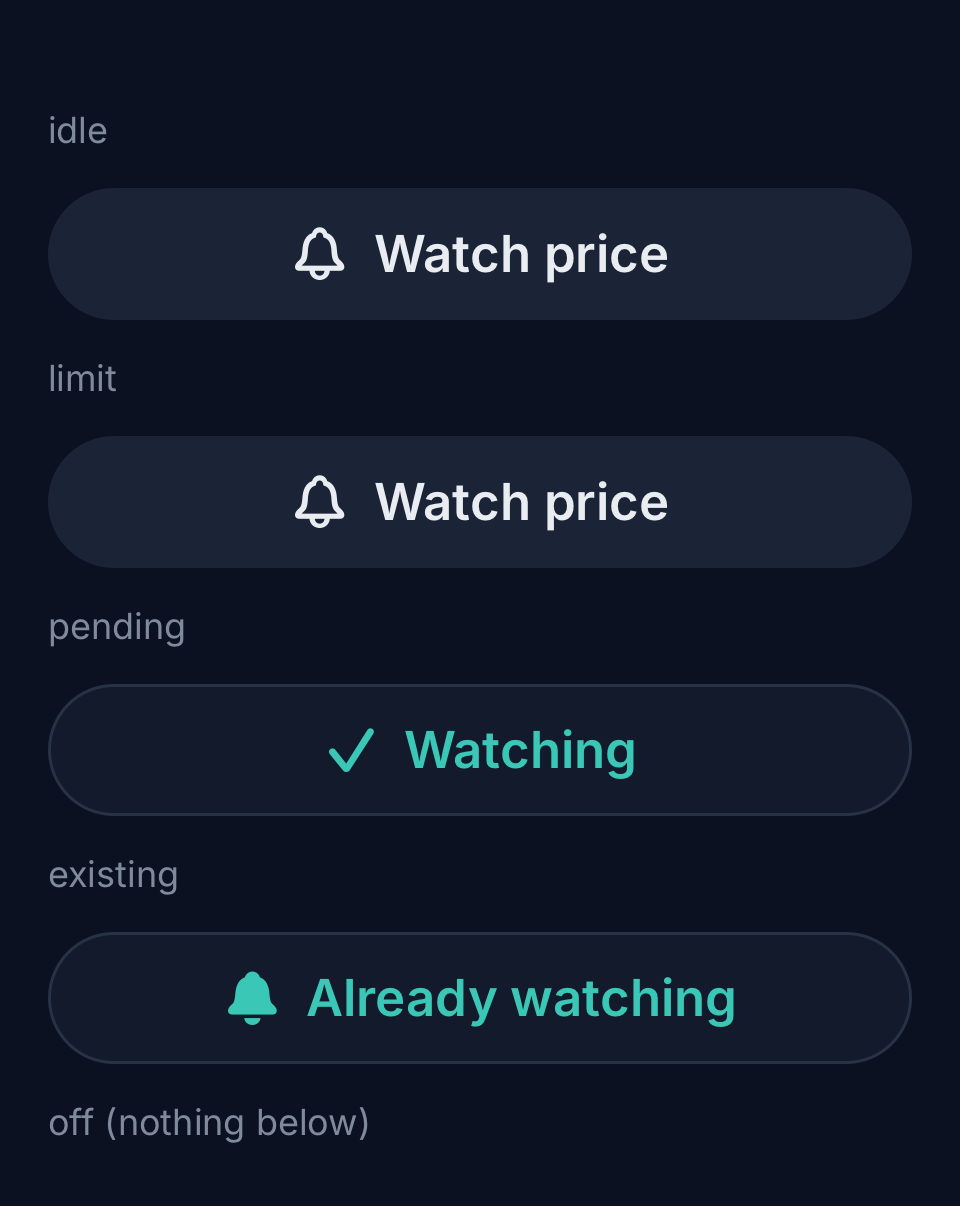 idle
Watch price
limit
Watch price
pending
Watching
existing
Already watching
off (nothing below)